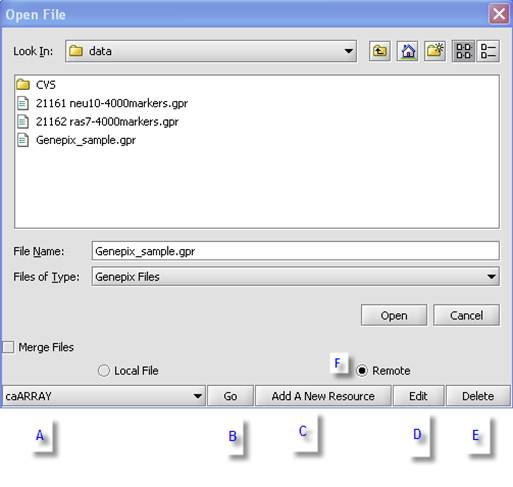 Open File
Look In: data
CVS
21161 neu10-4000markers.gpr
21162 ras7-4000markers.gpr
Genepix_sample.gpr
File Name: Genepix_sample.gpr
Files of Type: Genepix Files
Open Cancel
Merge Files
Local File F Remote
caARRAY Go Add A New Resource Edit Delete
A B C D E